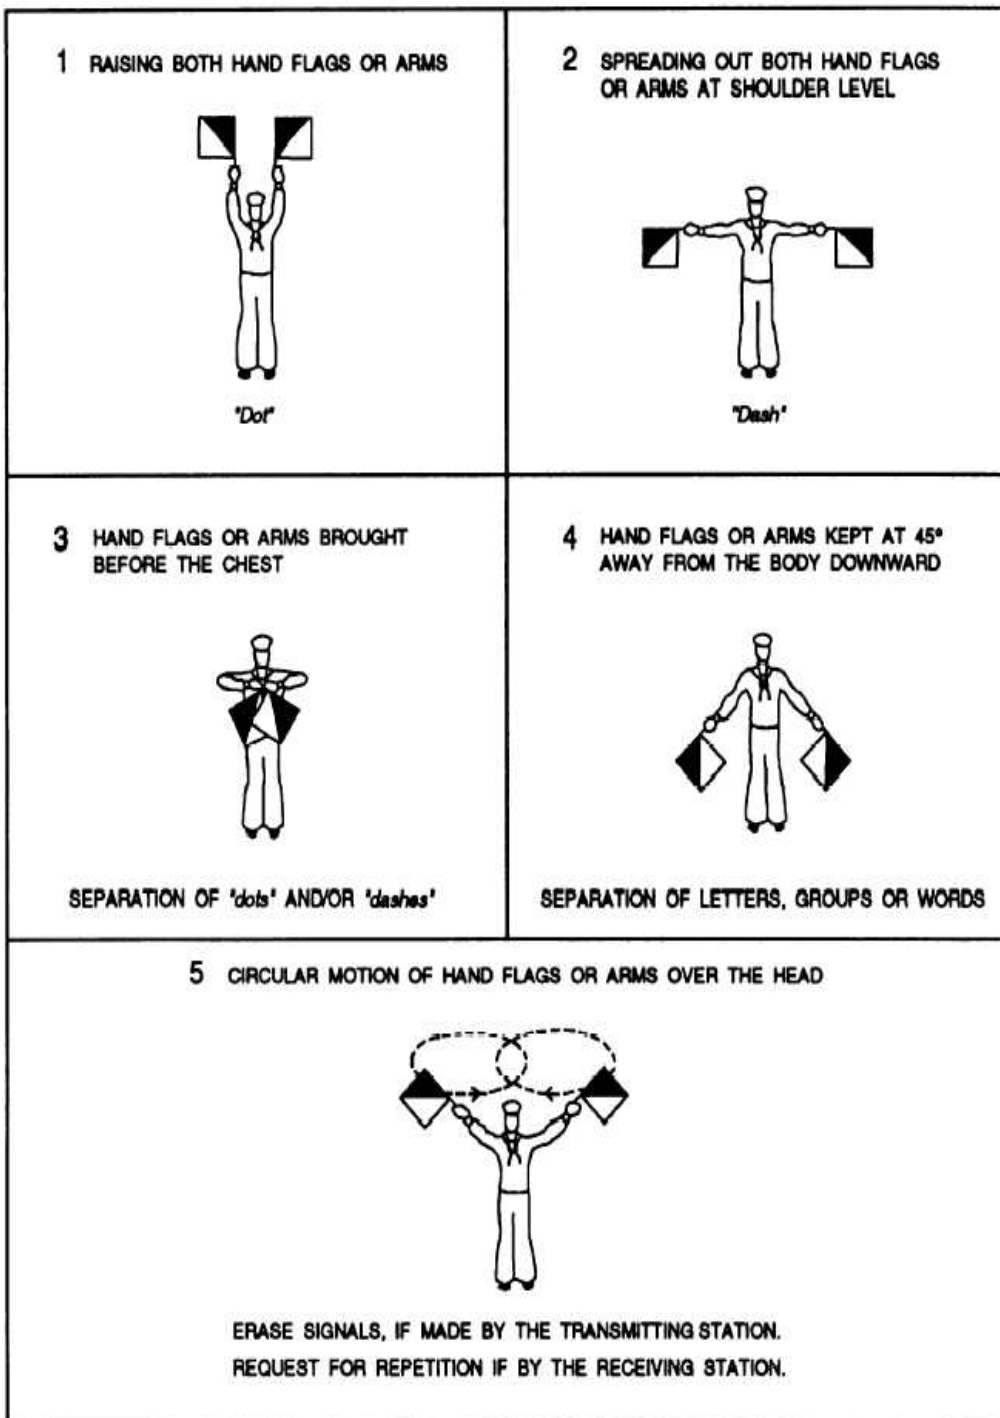 1 RAISING BOTH HAND FLAGS OR ARMS
"Dot"
2 SPREADING OUT BOTH HAND FLAGS
OR ARMS AT SHOULDER LEVEL
"Dash"
3 HAND FLAGS OR ARMS BROUGHT
BEFORE THE CHEST
SEPARATION OF "dots" AND/OR "dashes"
4 HAND FLAGS OR ARMS KEPT AT 45°
AWAY FROM THE BODY DOWNWARD
SEPARATION OF LETTERS, GROUPS OR WORDS
5 CIRCULAR MOTION OF HAND FLAGS OR ARMS OVER THE HEAD
ERASE SIGNALS, IF MADE BY THE TRANSMITTING STATION.
REQUEST FOR REPETITION IF BY THE RECEIVING STATION.